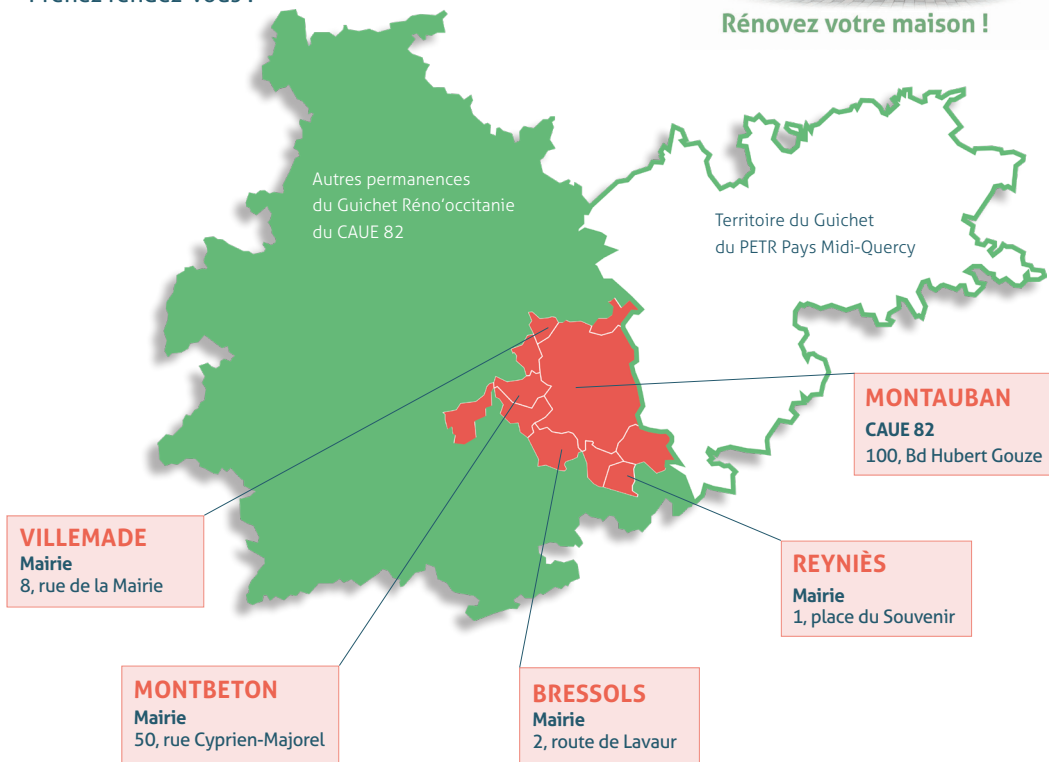 Rénovez votre maison !
Autres permanences
du Guichet Réno'occitanie
du CAUE 82
Territoire du Guichet
du PETR Pays Midi-Quercy
MONTAUBAN
CAUE 82
100, Bd Hubert Gouze
VILLEMADE
Mairie
8, rue de la Mairie
REYNIÈS
Mairie
1, place du Souvenir
MONTBETON
Mairie
50, rue Cyprien-Majorel
BRESSOLS
Mairie
2, route de Lavaur